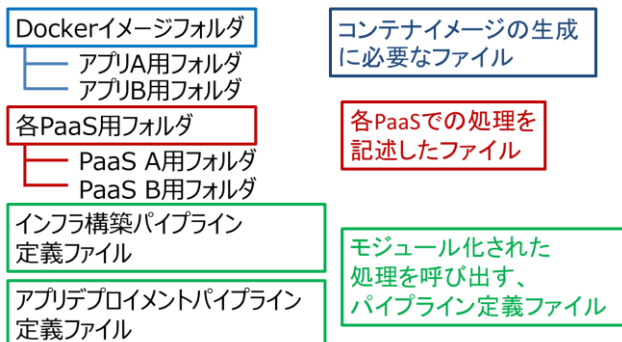 Dockerイメージフォルダ
アプリA用フォルダ
アプリB用フォルダ
コンテナイメージの生成
に必要なファイル
各PaaS用フォルダ
PaaS A用フォルダ
PaaS B用フォルダ
各PaaSでの処理を
記述したファイル
インフラ構築パイプライン
定義ファイル
アプリデプロイメントパイプライン
定義ファイル
モジュール化された
処理を呼び出す、
パイプライン定義ファイル